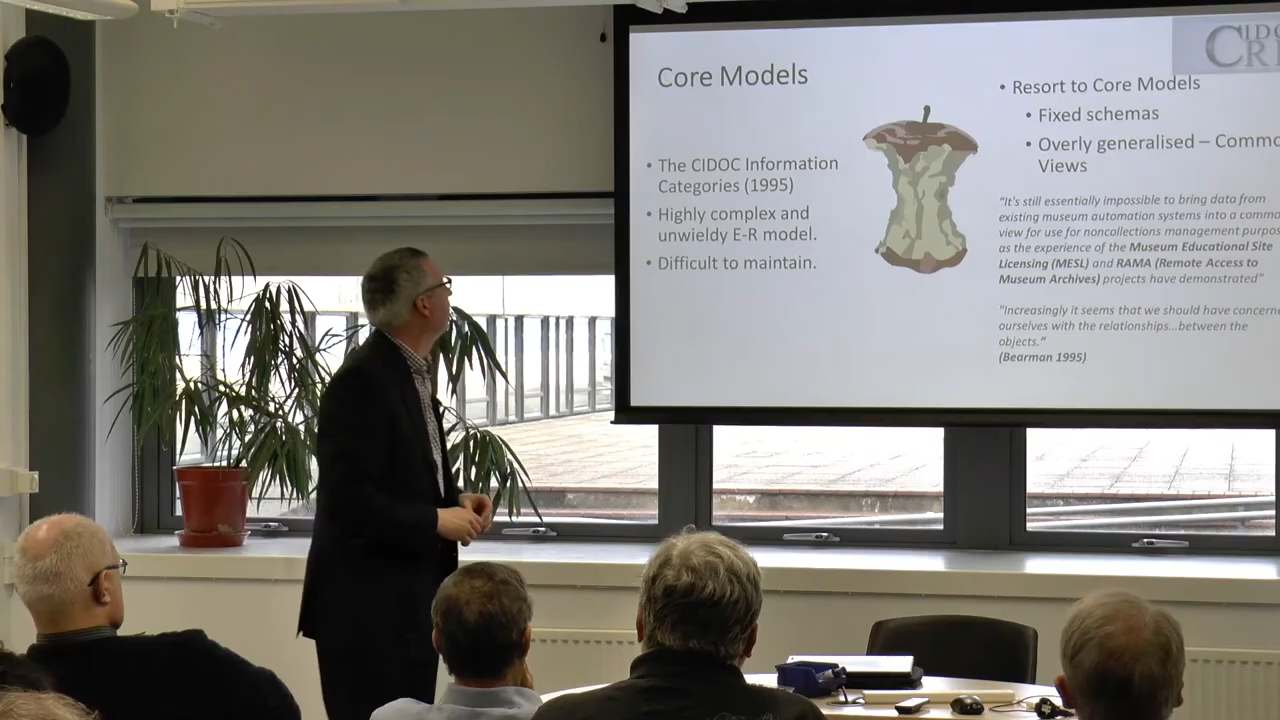 Core Models
• The CIDOC Information
Categories (1995)
• Highly complex and
unwieldy E-R model.
• Difficult to maintain.
• Resort to Core Models
• Fixed schemas
• Overly generalised –
Views
"It's still essentially impossible to bring data from
existing museum automation systems into a
view for use for noncollections management
as the experience of the Museum Educational Site
Licensing (MESL) and RAMA (Remote Access to
Museum Archives) projects have demonstrated"
"Increasingly it seems that we should have
ourselves with the relationships...between the
objects."
(Bearman 1995)